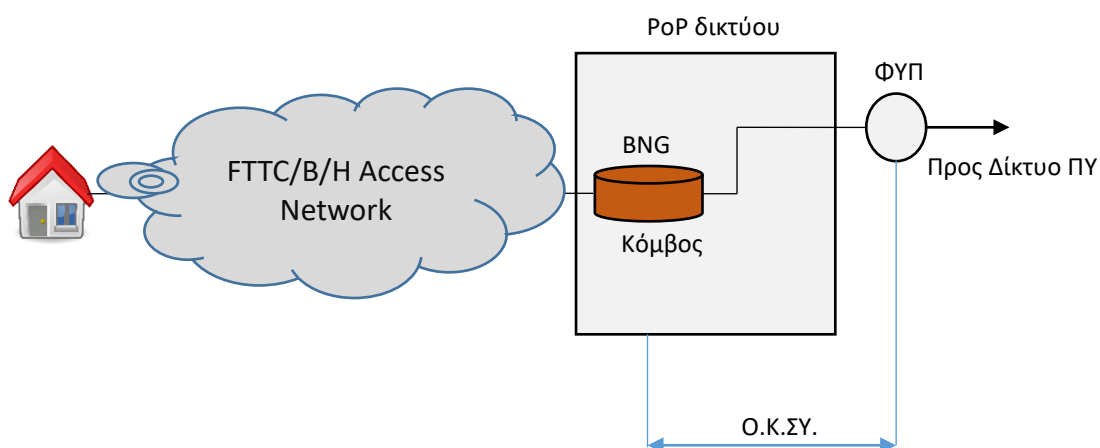 PoP δικτύου
ΦΥΠ
BNG
FTTC/B/H Access
Network
Προς Δίκτυο ΠΥ
Κόμβος
Ο.Κ.ΣΥ.